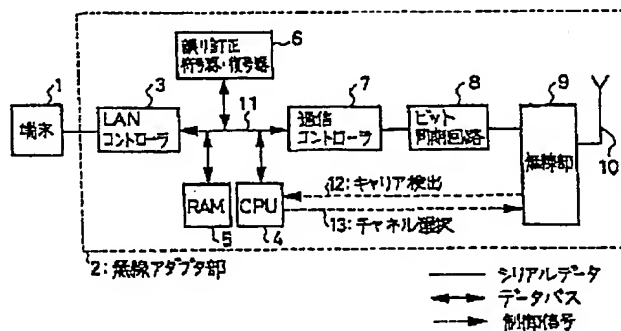 6
誤り訂正
符号器・復号器
1
端末
3
LAN
コントローラ
11
7
通信
コントローラ
8
ビット
同期回路
9
無線部
10
RAM
5
CPU
4
12:キャリア検出
13:チャネル選択
2:無線アダプタ部
シリアルデータ
データバス
制御信号